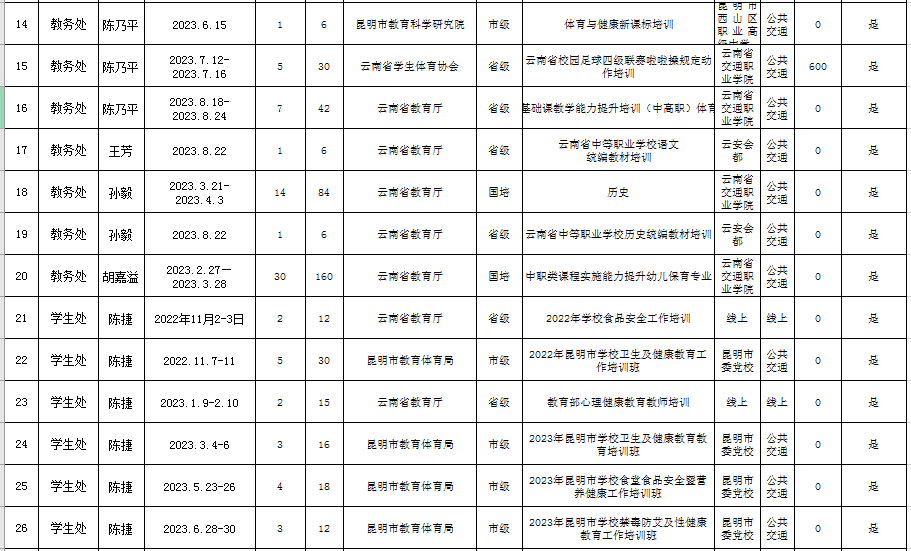 14 教务处 陈乃平 2023.6.15 1 6 昆明市教育科学研究院 市级 体育与健康新课标培训 昆明市西山区职业高级中学 公共交通 0 是
15 教务处 陈乃平 2023.7.12-2023.7.16 5 30 云南省学生体育协会 省级 云南省校园足球四级联赛啦啦操规定动作培训 云南省交通职业学院 公共交通 600 是
16 教务处 陈乃平 2023.8.18-2023.8.24 7 42 云南省教育厅 省级 基础课教学能力提升培训（中高职）体育 云南省交通职业学院 公共交通 0 是
17 教务处 王芳 2023.8.22 1 6 云南省教育厅 省级 云南省中等职业学校语文统编教材培训 云安会都 公共交通 0 是
18 教务处 孙毅 2023.3.21-2023.4.3 14 84 云南省教育厅 国培 历史 云南省交通职业学院 公共交通 0 是
19 教务处 孙毅 2023.8.22 1 6 云南省教育厅 省级 云南省中等职业学校历史统编教材培训 云安会都 公共交通 0 是
20 教务处 胡嘉溢 2023.2.27—2023.3.28 30 160 云南省教育厅 国培 中职类课程实施能力提升幼儿保育专业 云南省交通职业学院 公共交通 0 是
21 学生处 陈捷 2022年11月2-3日 2 12 云南省教育厅 省级 2022年学校食品安全工作培训 线上 线上 0 是
22 学生处 陈捷 2022.11.7-11 5 30 昆明市教育体育局 市级 2022年昆明市学校卫生及健康教育工作培训班 昆明市委党校 公共交通 0 是
23 学生处 陈捷 2023.1.9-2.10 2 15 云南省教育厅 省级 教育部心理健康教育教师培训 线上 线上 0 是
24 学生处 陈捷 2023.3.4-6 3 16 昆明市教育体育局 市级 2023年昆明市学校卫生及健康教育教育培训班 昆明市委党校 公共交通 0 是
25 学生处 陈捷 2023.5.23-26 4 18 昆明市教育体育局 市级 2023年昆明市学校食堂食品安全暨营养健康工作培训班 昆明市委党校 公共交通 0 是
26 学生处 陈捷 2023.6.28-30 3 12 昆明市教育体育局 市级 2023年昆明市学校禁毒防艾及性健康教育工作培训班 昆明市委党校 公共交通 0 是